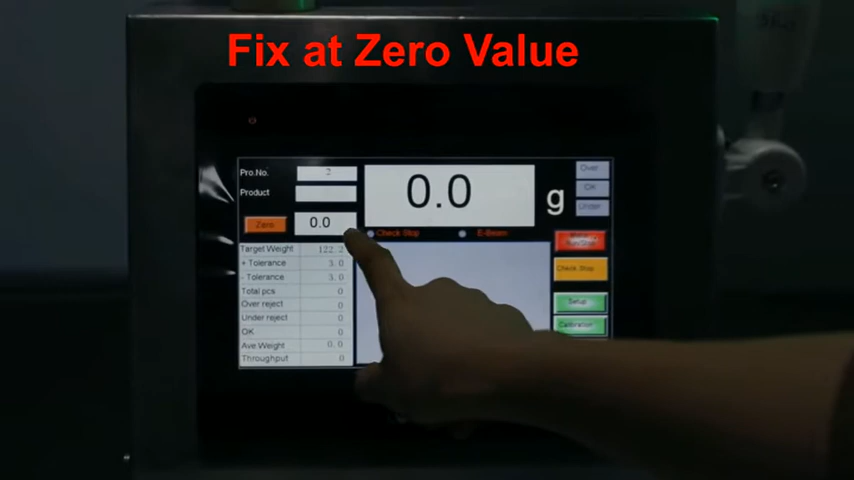 Fix at Zero Value
Pro.No. 2
Product
0.0 g
Over
OK
Under
Zero 0.0
Check Stop E-Beam
Run/Stop
Check Stop
Setup
Calibration
Target Weight 122.2
+ Tolerance 3.0
- Tolerance 3.0
Total pcs 0
Over reject 0
Under reject 0
OK 0
Ave Weight 0.0
Throughput 0